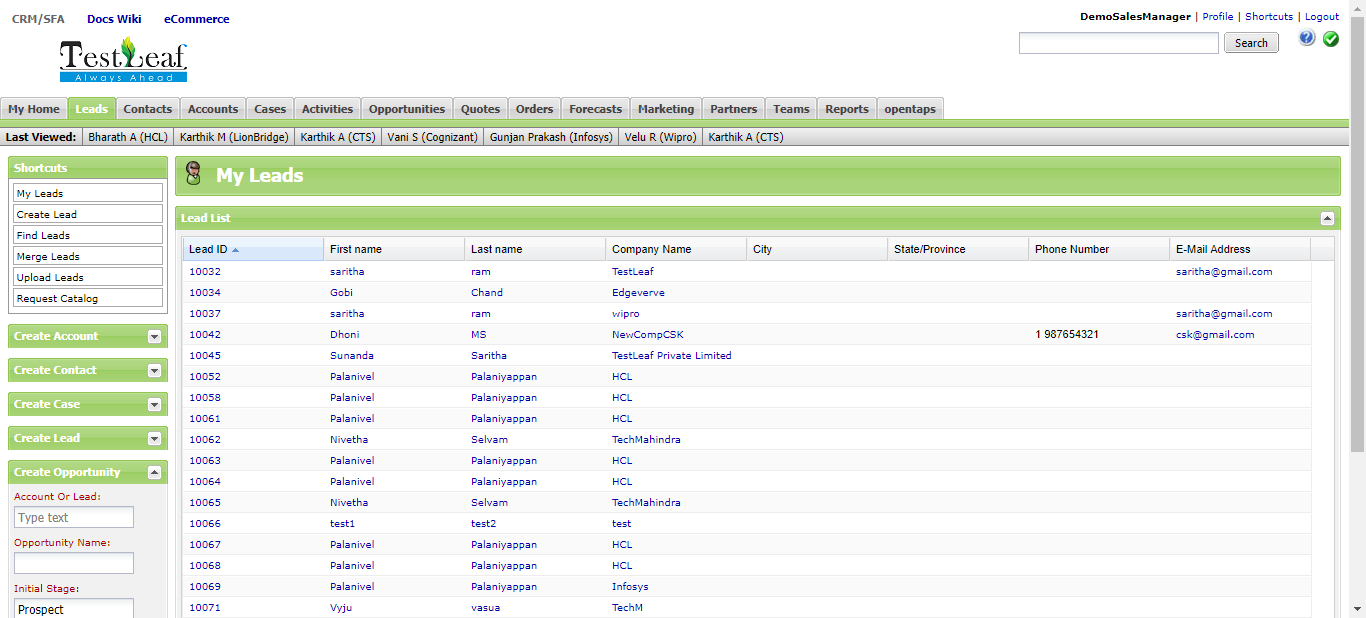 CRM/SFA Docs Wiki eCommerce
DemoSalesManager | Profile | Shortcuts | Logout
TestLeaf
Always Ahead
Search
My Home Leads Contacts Accounts Cases Activities Opportunities Quotes Orders Forecasts Marketing Partners Teams Reports opentaps
Last Viewed: Bharath A (HCL) Karthik M (LionBridge) Karthik A (CTS) Vani S (Cognizant) Gunjan Prakash (Infosys) Velu R (Wipro) Karthik A (CTS)
Shortcuts
My Leads
Create Lead
Find Leads
Merge Leads
Upload Leads
Request Catalog
Create Account
Create Contact
Create Case
Create Lead
Create Opportunity
Account Or Lead:
Type text
Opportunity Name:
Initial Stage:
Prospect
My Leads
Lead List
Lead ID First name Last name Company Name City State/Province Phone Number E-Mail Address
10032 saritha ram TestLeaf saritha@gmail.com
10034 Gobi Chand Edgeverve
10037 saritha ram wipro saritha@gmail.com
10042 Dhoni MS NewCompCSK 1 987654321 csk@gmail.com
10045 Sunanda Saritha TestLeaf Private Limited
10052 Palanivel Palaniyappan HCL
10058 Palanivel Palaniyappan HCL
10061 Palanivel Palaniyappan HCL
10062 Nivetha Selvam TechMahindra
10063 Palanivel Palaniyappan HCL
10064 Palanivel Palaniyappan HCL
10065 Nivetha Selvam TechMahindra
10066 test1 test2 test
10067 Palanivel Palaniyappan HCL
10068 Palanivel Palaniyappan HCL
10069 Palanivel Palaniyappan Infosys
10071 Vyju vasua TechM